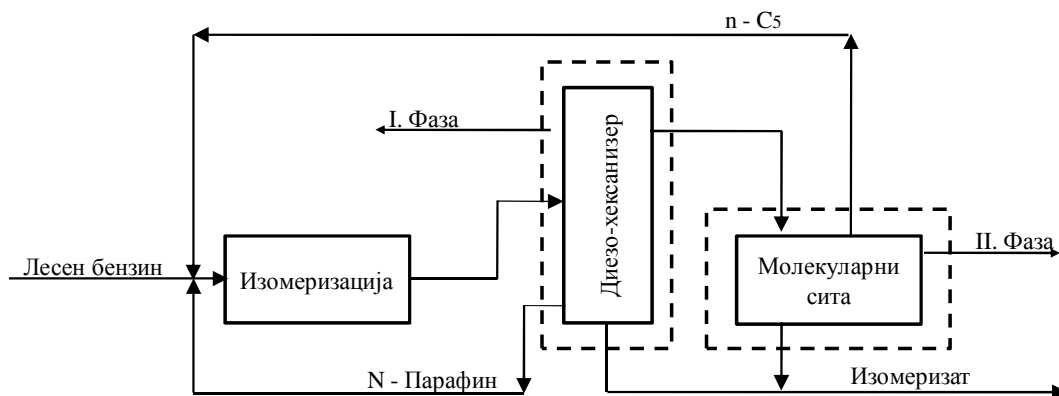 n - C5
I. Фаза
Диезо-хексанизер
II. Фаза
Лесен бензин
Изомеризација
Молекуларни
сита
N - Парафин
Изомеризат